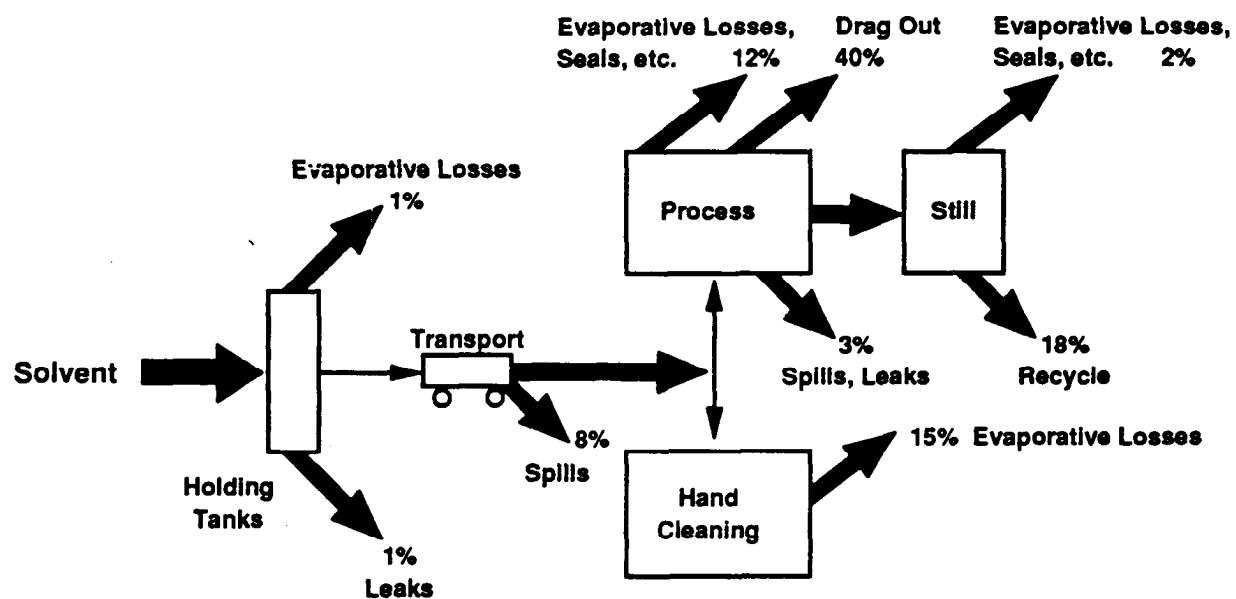 Evaporative Losses,
Seals, etc. 12%
Drag Out
40%
Evaporative Losses,
Seals, etc. 2%
Evaporative Losses
1%
Process
Still
Transport
3%
Spills, Leaks
18%
Recycle
Solvent
8%
Spills
15% Evaporative Losses
Holding
Tanks
Hand
Cleaning
1%
Leaks